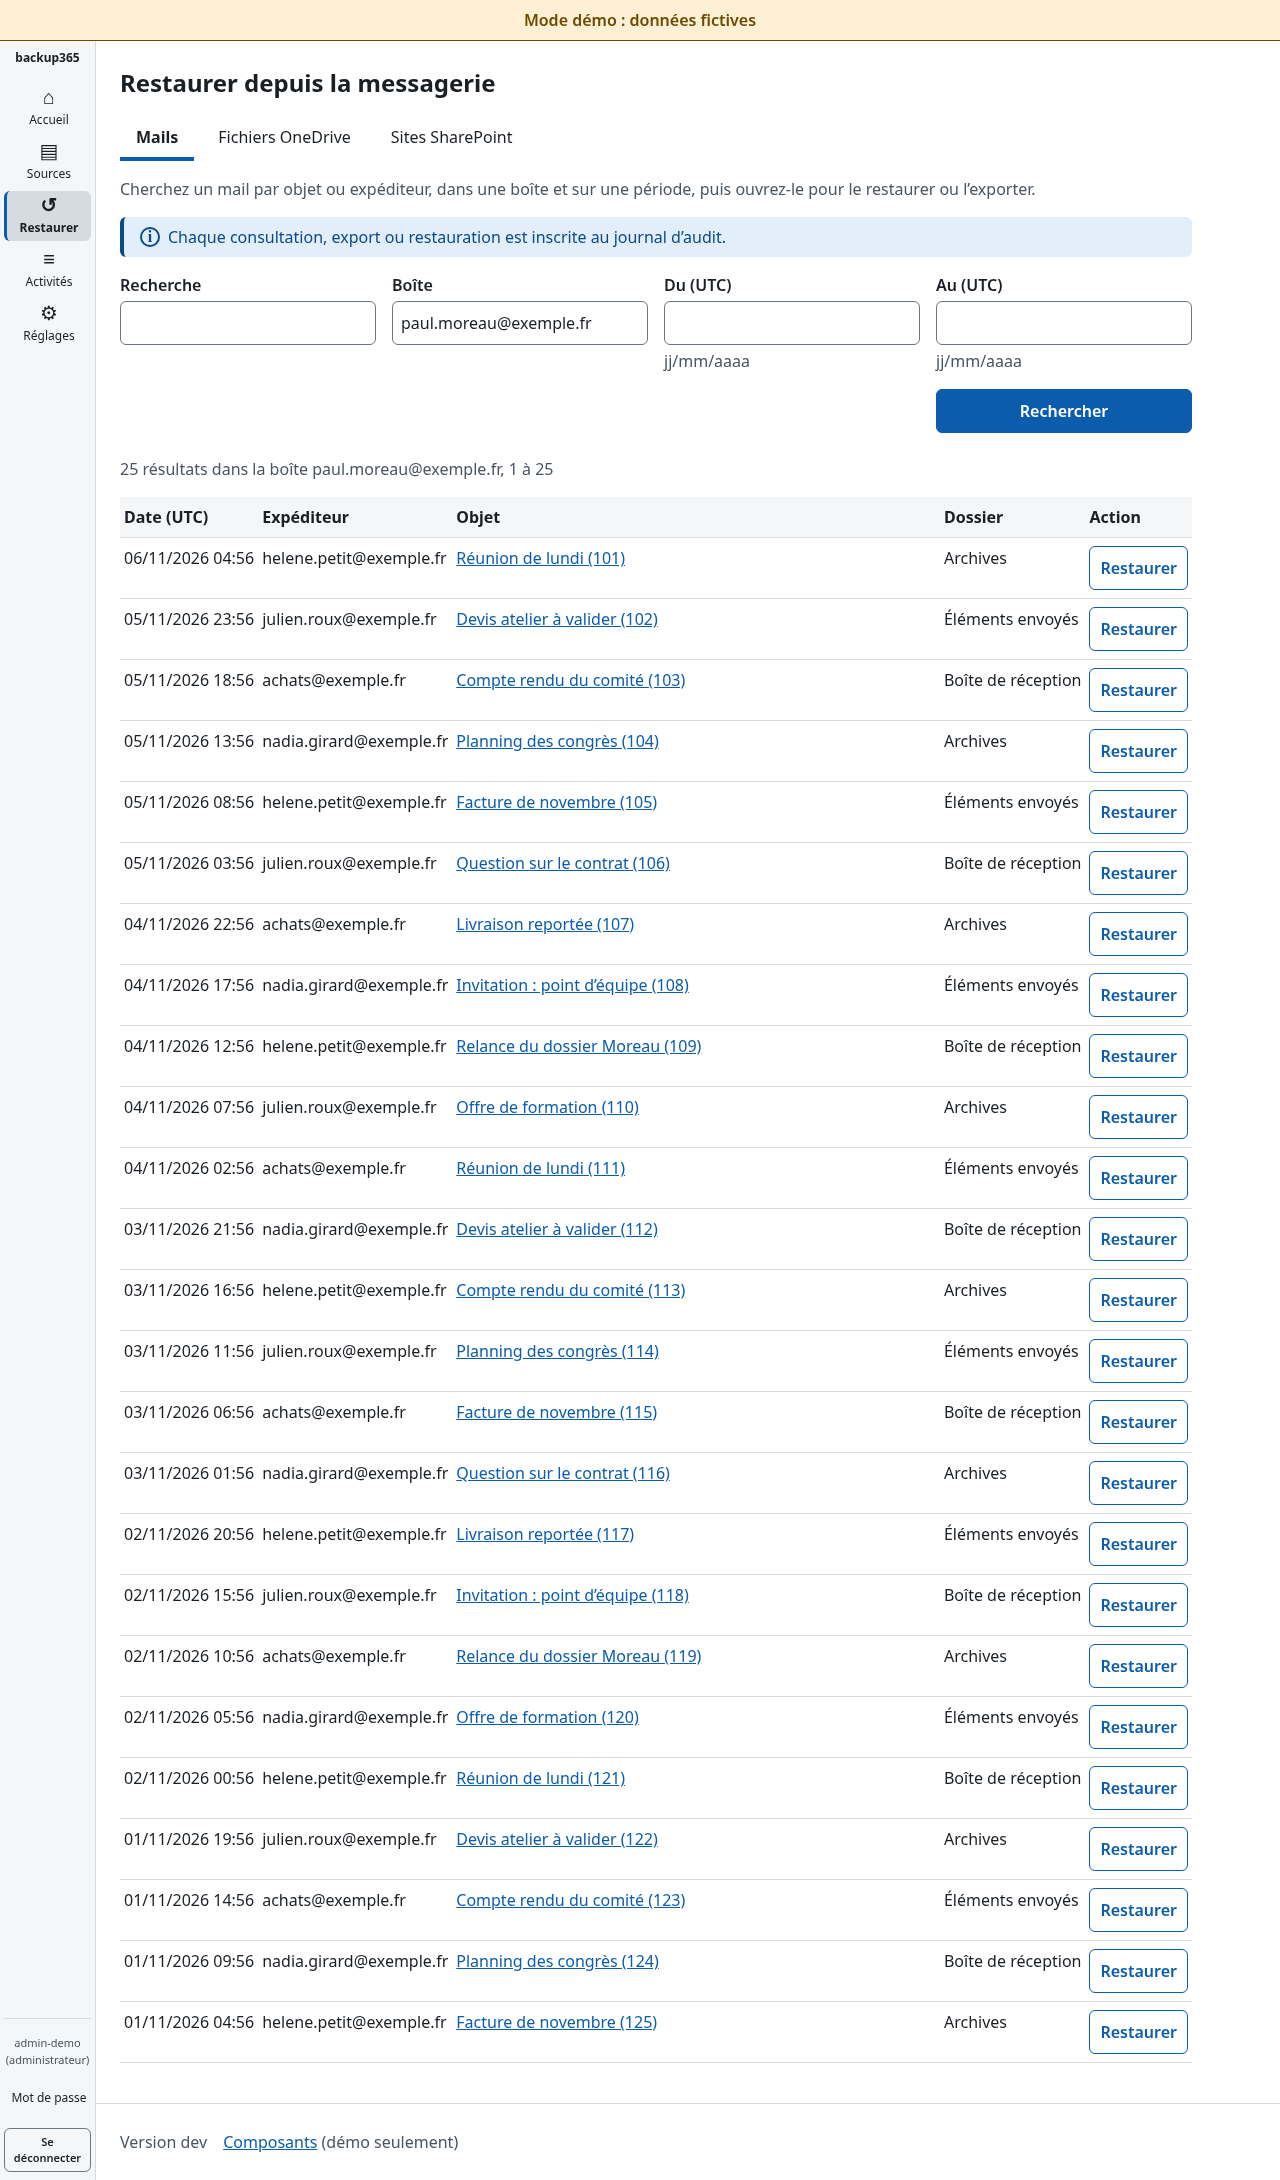 Mode démo : données fictives
backup365
Accueil
Sources
Restaurer
Activités
Réglages
Restaurer depuis la messagerie
Mails Fichiers OneDrive Sites SharePoint
Cherchez un mail par objet ou expéditeur, dans une boîte et sur une période, puis ouvrez-le pour le restaurer ou l’exporter.
Chaque consultation, export ou restauration est inscrite au journal d’audit.
Recherche Boîte Du (UTC) Au (UTC)
paul.moreau@exemple.fr
jj/mm/aaaa jj/mm/aaaa
Rechercher
25 résultats dans la boîte paul.moreau@exemple.fr, 1 à 25
Date (UTC) Expéditeur Objet Dossier Action
06/11/2026 04:56 helene.petit@exemple.fr Réunion de lundi (101) Archives Restaurer
05/11/2026 23:56 julien.roux@exemple.fr Devis atelier à valider (102) Éléments envoyés Restaurer
05/11/2026 18:56 achats@exemple.fr Compte rendu du comité (103) Boîte de réception Restaurer
05/11/2026 13:56 nadia.girard@exemple.fr Planning des congrès (104) Archives Restaurer
05/11/2026 08:56 helene.petit@exemple.fr Facture de novembre (105) Éléments envoyés Restaurer
05/11/2026 03:56 julien.roux@exemple.fr Question sur le contrat (106) Boîte de réception Restaurer
04/11/2026 22:56 achats@exemple.fr Livraison reportée (107) Archives Restaurer
04/11/2026 17:56 nadia.girard@exemple.fr Invitation : point d’équipe (108) Éléments envoyés Restaurer
04/11/2026 12:56 helene.petit@exemple.fr Relance du dossier Moreau (109) Boîte de réception Restaurer
04/11/2026 07:56 julien.roux@exemple.fr Offre de formation (110) Archives Restaurer
04/11/2026 02:56 achats@exemple.fr Réunion de lundi (111) Éléments envoyés Restaurer
03/11/2026 21:56 nadia.girard@exemple.fr Devis atelier à valider (112) Boîte de réception Restaurer
03/11/2026 16:56 helene.petit@exemple.fr Compte rendu du comité (113) Archives Restaurer
03/11/2026 11:56 julien.roux@exemple.fr Planning des congrès (114) Éléments envoyés Restaurer
03/11/2026 06:56 achats@exemple.fr Facture de novembre (115) Boîte de réception Restaurer
03/11/2026 01:56 nadia.girard@exemple.fr Question sur le contrat (116) Archives Restaurer
02/11/2026 20:56 helene.petit@exemple.fr Livraison reportée (117) Éléments envoyés Restaurer
02/11/2026 15:56 julien.roux@exemple.fr Invitation : point d’équipe (118) Boîte de réception Restaurer
02/11/2026 10:56 achats@exemple.fr Relance du dossier Moreau (119) Archives Restaurer
02/11/2026 05:56 nadia.girard@exemple.fr Offre de formation (120) Éléments envoyés Restaurer
02/11/2026 00:56 helene.petit@exemple.fr Réunion de lundi (121) Boîte de réception Restaurer
01/11/2026 19:56 julien.roux@exemple.fr Devis atelier à valider (122) Archives Restaurer
01/11/2026 14:56 achats@exemple.fr Compte rendu du comité (123) Éléments envoyés Restaurer
01/11/2026 09:56 nadia.girard@exemple.fr Planning des congrès (124) Boîte de réception Restaurer
01/11/2026 04:56 helene.petit@exemple.fr Facture de novembre (125) Archives Restaurer
admin-demo
(administrateur)
Mot de passe
Se
déconnecter
Version dev Composants (démo seulement)